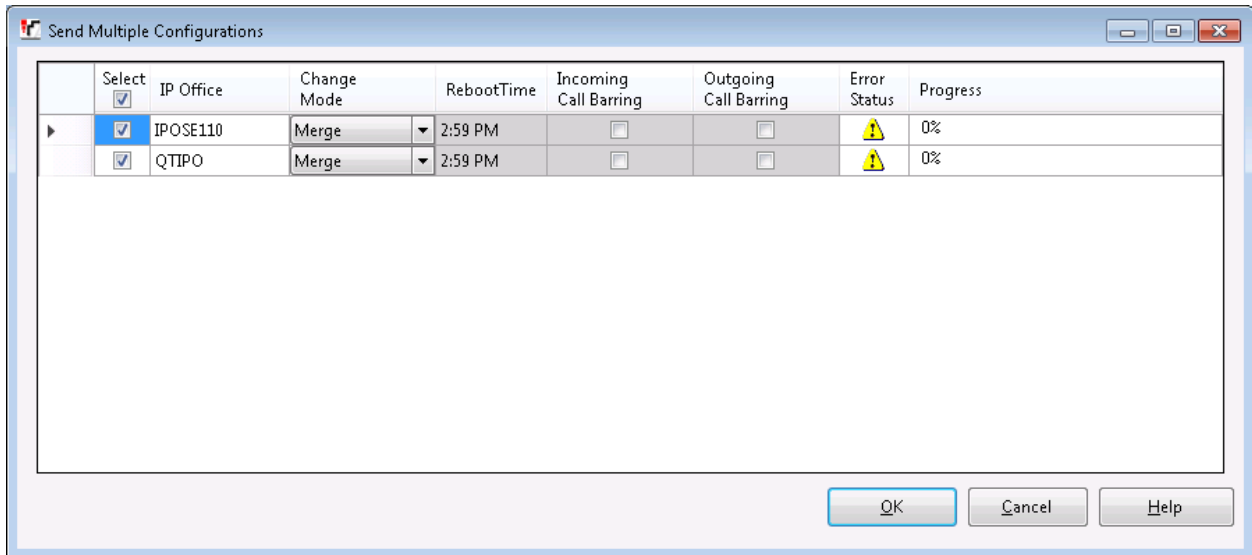 Send Multiple Configurations
Select IP Office Change Mode RebootTime Incoming Call Barring Outgoing Call Barring Error Status Progress
IPOSE110 Merge 2:59 PM 0%
QTIPO Merge 2:59 PM 0%
OK Cancel Help